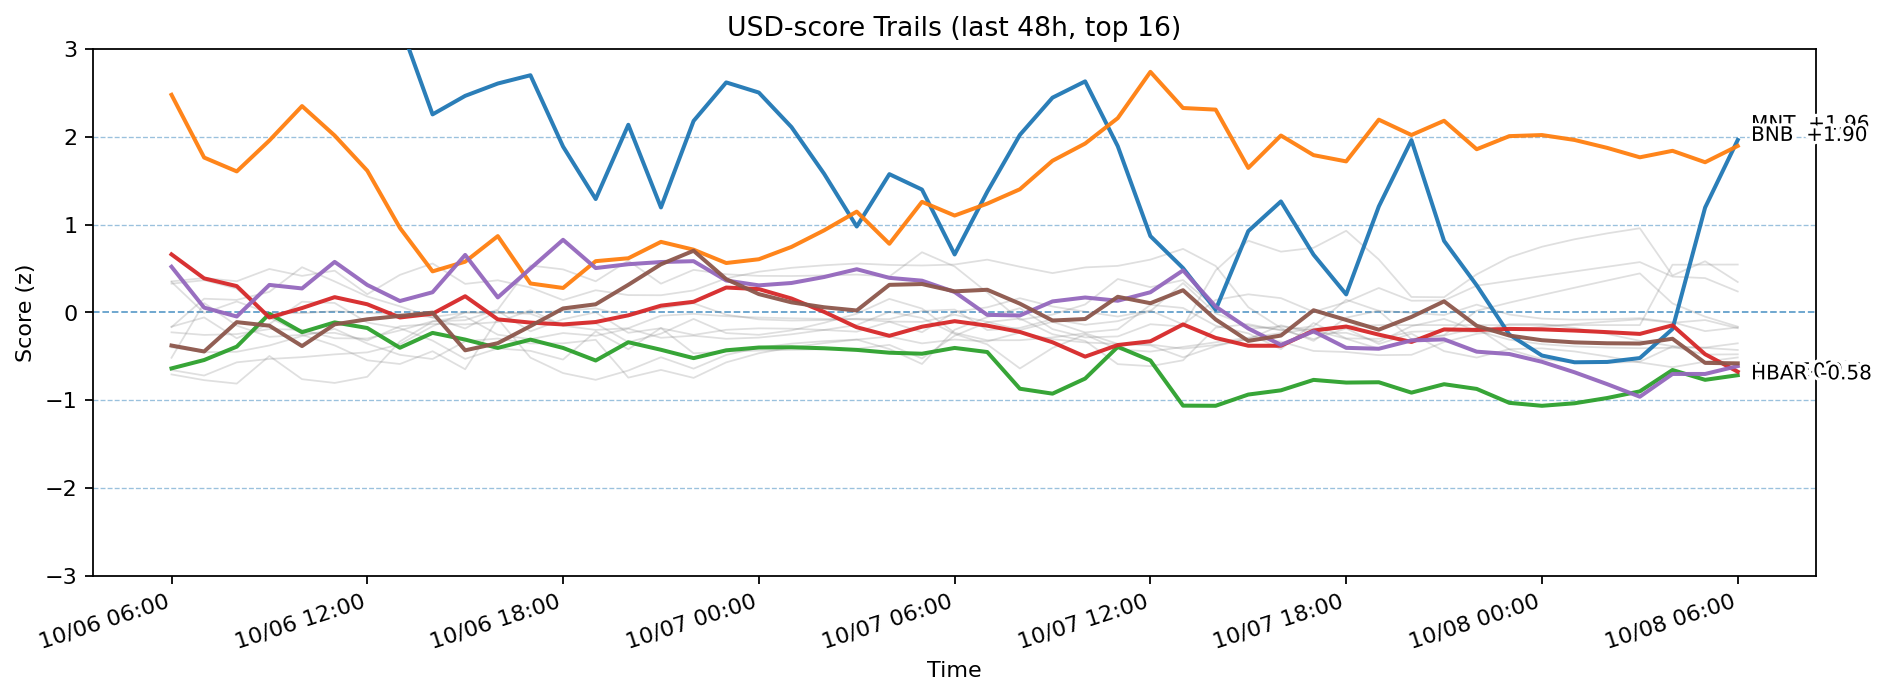 USD-score Trails (last 48h, top 16)
Score (z)
3
2
1
0
−1
−2
−3
MNT +1.96
BNB +1.90
HBAR -0.58
10/06 06:00
10/06 12:00
10/06 18:00
10/07 00:00
10/07 06:00
10/07 12:00
10/07 18:00
10/08 00:00
10/08 06:00
Time